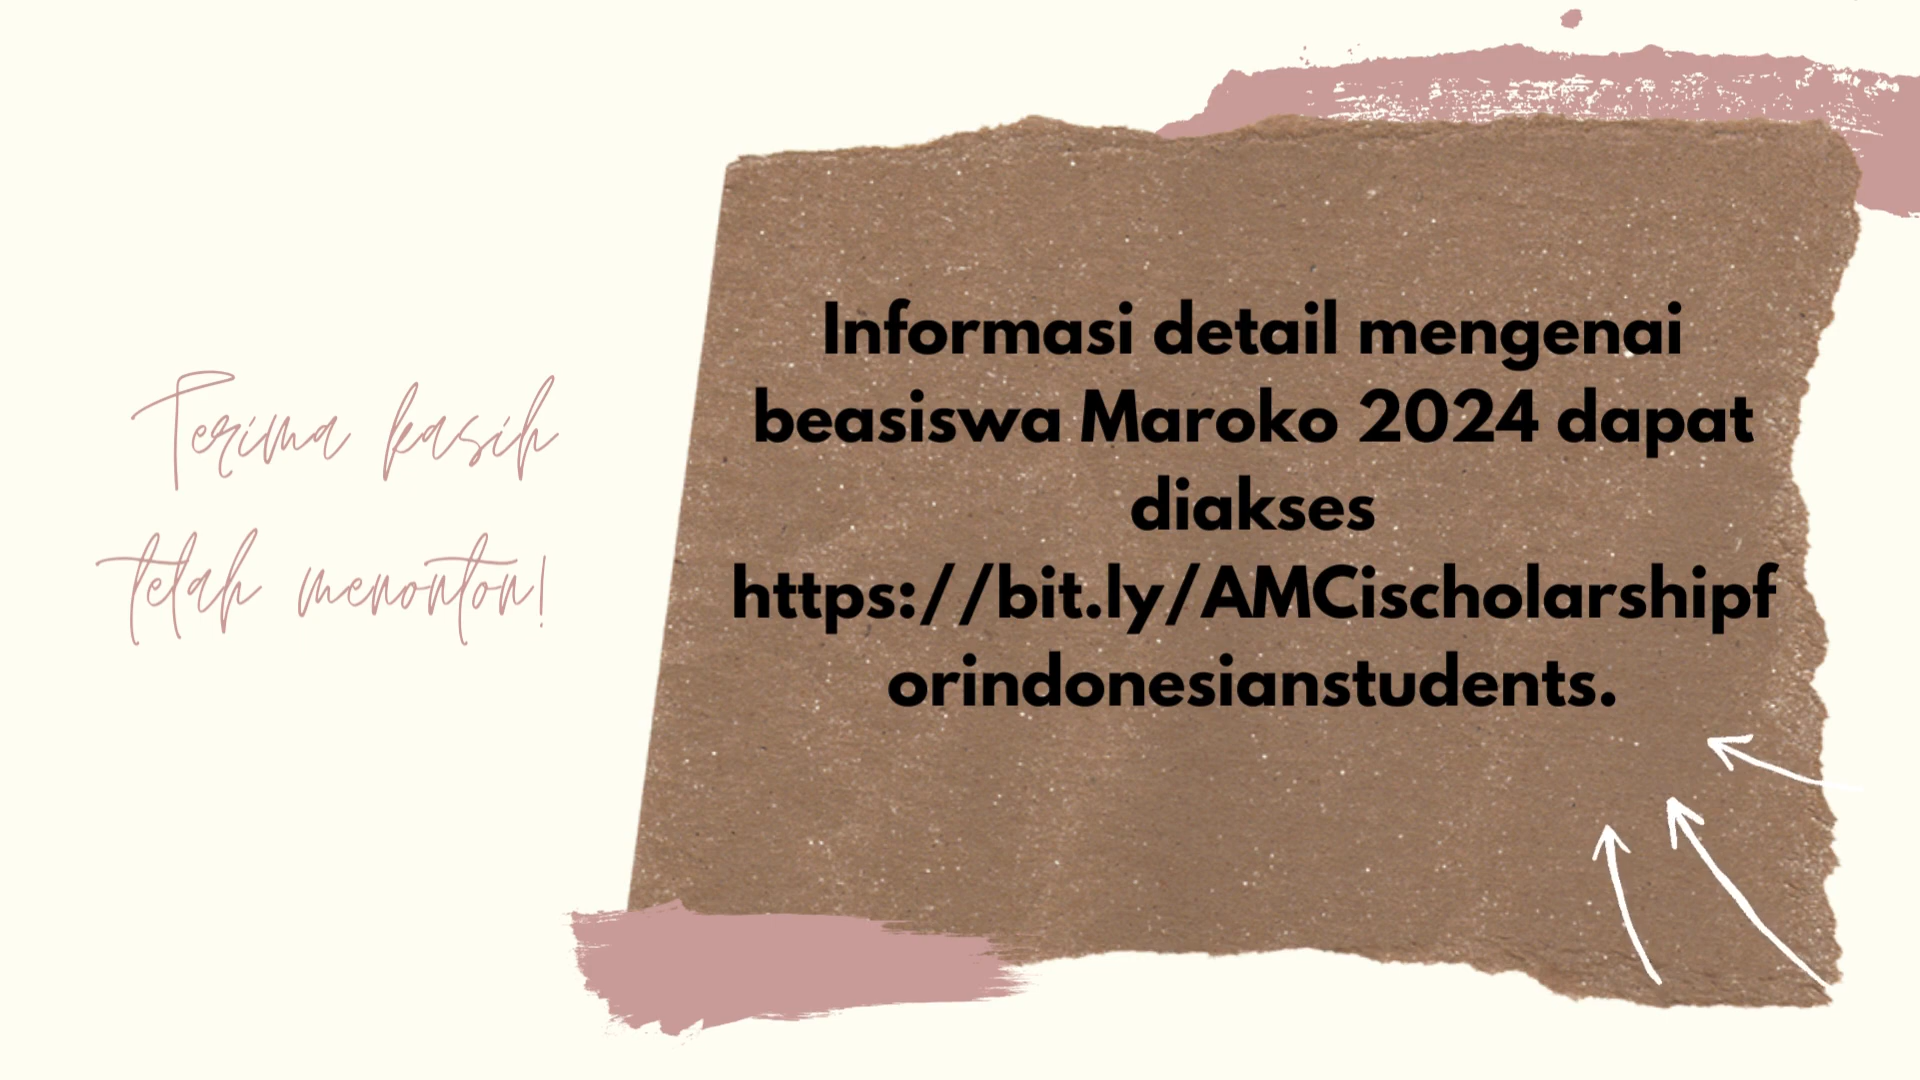 Terima kasih
telah menonton!
Informasi detail mengenai
beasiswa Maroko 2024 dapat
diakses
https://bit.ly/AMCischolarshipf
orindonesianstudents.